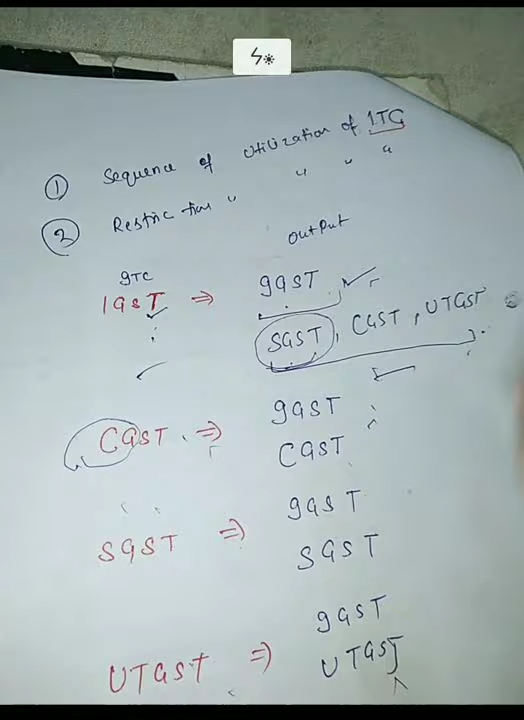 ① Sequence of Utilization of ITC
② Restriction " " " "
OUTPUT
ITC
IGST ⇒ IGST
SGST, CGST, UTGST
CGST ⇒ IGST
CGST
SGST ⇒ IGST
SGST
UTGST ⇒ IGST
UTGST